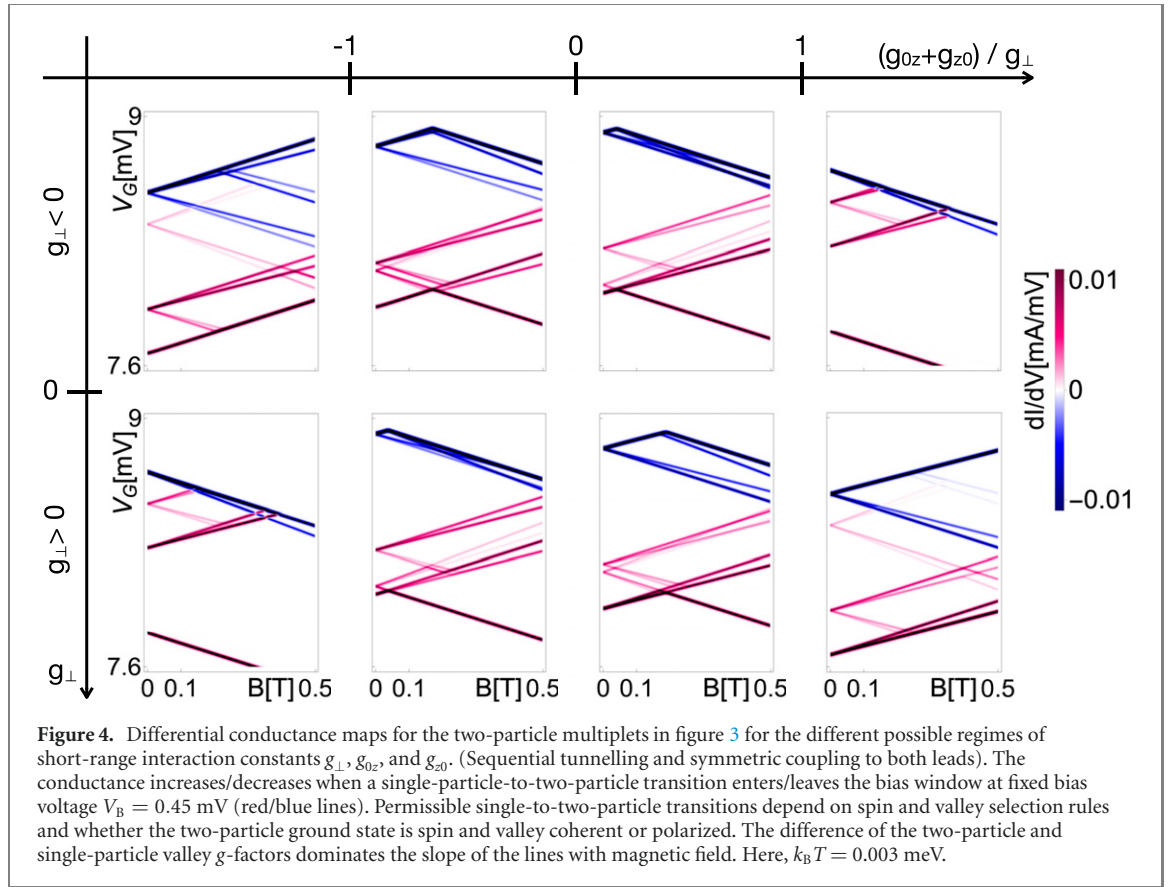 -1 0 1 (g₀z+gz₀) / g⊥
9
V_G[mV]
7.6
g⊥< 0
0.01
0
−0.01
dI/dV[mA/mV]
0
9
V_G[mV]
7.6
g⊥> 0
g⊥
0 0.1 B[T] 0.5 0 0.1 B[T] 0.5 0 0.1 B[T] 0.5 0 0.1 B[T] 0.5
Figure 4. Differential conductance maps for the two-particle multiplets in figure 3 for the different possible regimes of
short-range interaction constants g⊥, g₀z, and gz₀. (Sequential tunnelling and symmetric coupling to both leads). The
conductance increases/decreases when a single-particle-to-two-particle transition enters/leaves the bias window at fixed bias
voltage V_B = 0.45 mV (red/blue lines). Permissible single-to-two-particle transitions depend on spin and valley selection rules
and whether the two-particle ground state is spin and valley coherent or polarized. The difference of the two-particle and
single-particle valley g-factors dominates the slope of the lines with magnetic field. Here, k_BT = 0.003 meV.